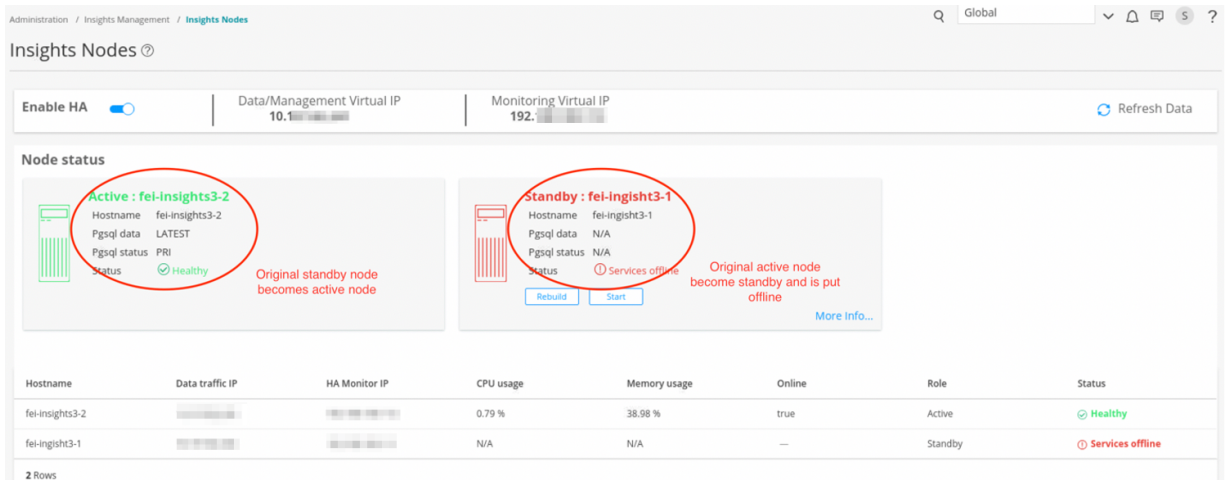 Administration / Insights Management / Insights Nodes
Global
S
?
Insights Nodes ?
Enable HA
Data/Management Virtual IP
10.1
Monitoring Virtual IP
192.
Refresh Data
Node status
Active : fei-insights3-2
Hostname fei-insights3-2
Pgsql data LATEST
Pgsql status PRI
Status Healthy
Original standby node
becomes active node
Standby : fei-ingisht3-1
Hostname fei-ingisht3-1
Pgsql data N/A
Pgsql status N/A
Status Services offline
Rebuild Start
Original active node
become standby and is put
offline
More Info...
Hostname Data traffic IP HA Monitor IP CPU usage Memory usage Online Role Status
fei-insights3-2 0.79 % 38.98 % true Active Healthy
fei-ingisht3-1 N/A N/A — Standby Services offline
2 Rows